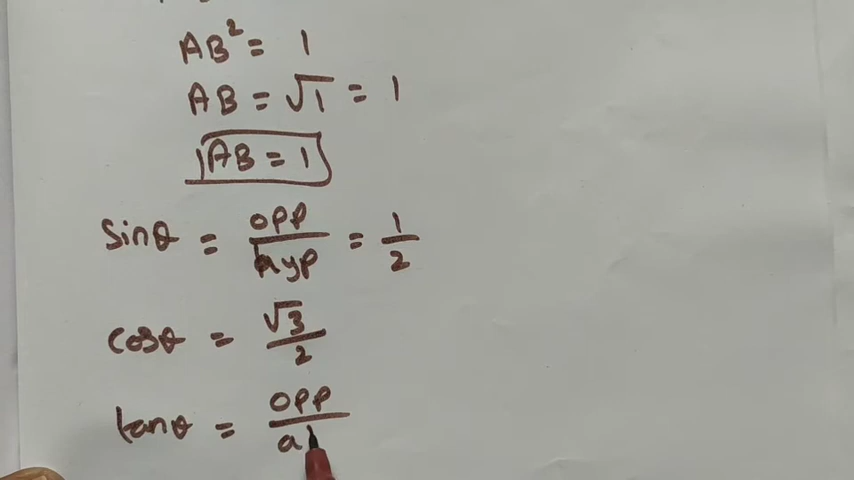 AB² = 1
AB = √1 = 1
AB = 1
sinθ = opp/hyp = 1/2
cosθ = √3/2
tanθ = opp/a